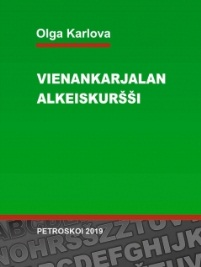 Olga Karlova
VIENANKARJALAN
ALKEISKURŠŠI
PETROSKOI 2019